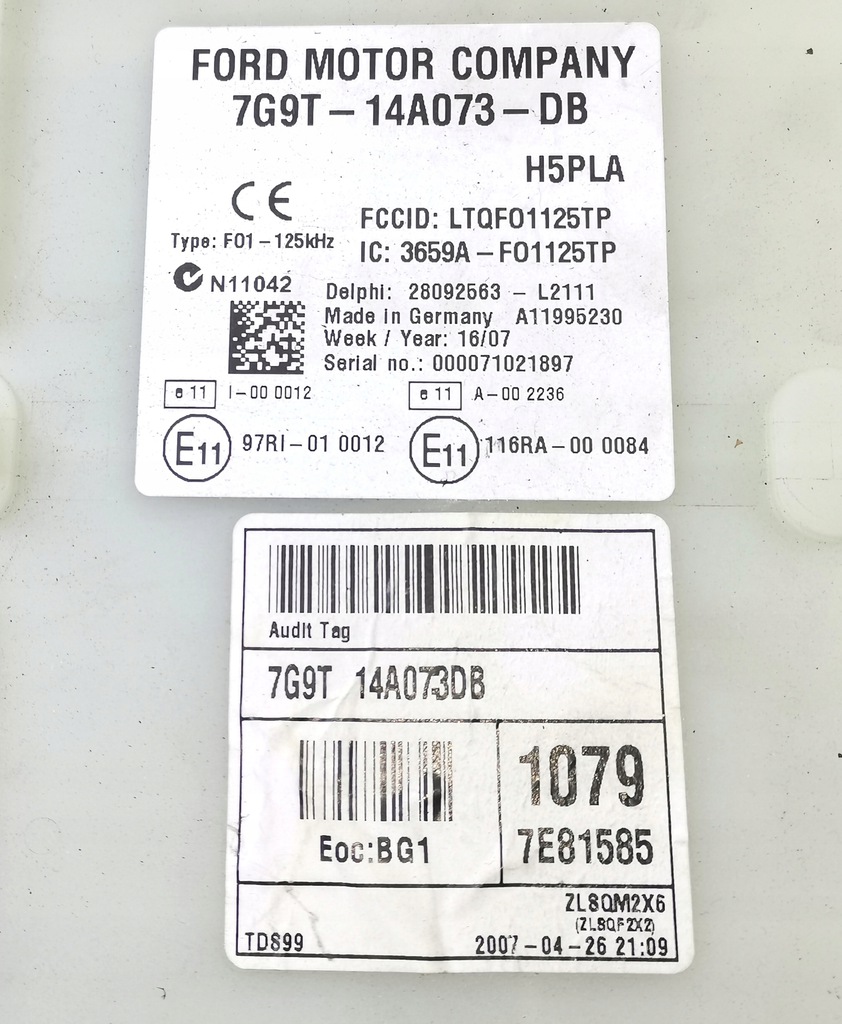 FORD MOTOR COMPANY
7G9T-14A073-DB
H5PLA
CE
FCCID: LTQFO1125TP
Type: F01-125kHz
IC: 3659A-FO1125TP
N11042
Delphi: 28092563 - L2111
Made in Germany A11995230
Week / Year: 16/07
Serial no.: 000071021897
e 11 I-00 0012
e 11 A-00 2236
E11 97RI-01 0012
E11 116RA-00 0084
Audit Tag
7G9T 14A073DB
1079
Eoc:BG1
7E81585
ZL8QM2X6
(ZL8QF2X2)
TDS99
2007-04-26 21:09